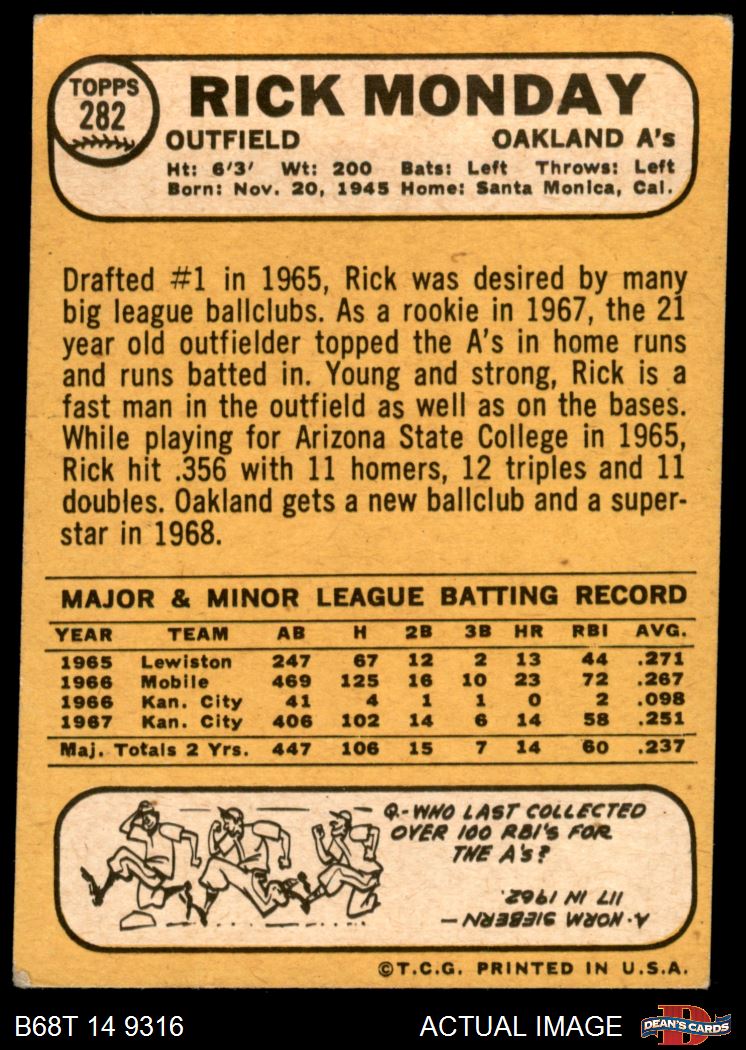 TOPPS
282
RICK MONDAY
OUTFIELD OAKLAND A's
Ht: 6'3' Wt: 200 Bats: Left Throws: Left
Born: Nov. 20, 1945 Home: Santa Monica, Cal.
Drafted #1 in 1965, Rick was desired by many
big league ballclubs. As a rookie in 1967, the 21
year old outfielder topped the A's in home runs
and runs batted in. Young and strong, Rick is a
fast man in the outfield as well as on the bases.
While playing for Arizona State College in 1965,
Rick hit .356 with 11 homers, 12 triples and 11
doubles. Oakland gets a new ballclub and a super-
star in 1968.
MAJOR & MINOR LEAGUE BATTING RECORD
YEAR TEAM AB H 2B 3B HR RBI AVG.
1965 Lewiston 247 67 12 2 13 44 .271
1966 Mobile 469 125 16 10 23 72 .267
1966 Kan. City 41 4 1 1 0 2 .098
1967 Kan. City 406 102 14 6 14 58 .251
Maj. Totals 2 Yrs. 447 106 15 7 14 60 .237
Q.-WHO LAST COLLECTED
OVER 100 RBI'S FOR
THE A's?
A. NORM SIEBERN —
117 IN 1962.
©T.C.G. PRINTED IN U.S.A.
B68T 14 9316 ACTUAL IMAGE DEAN'S CARDS